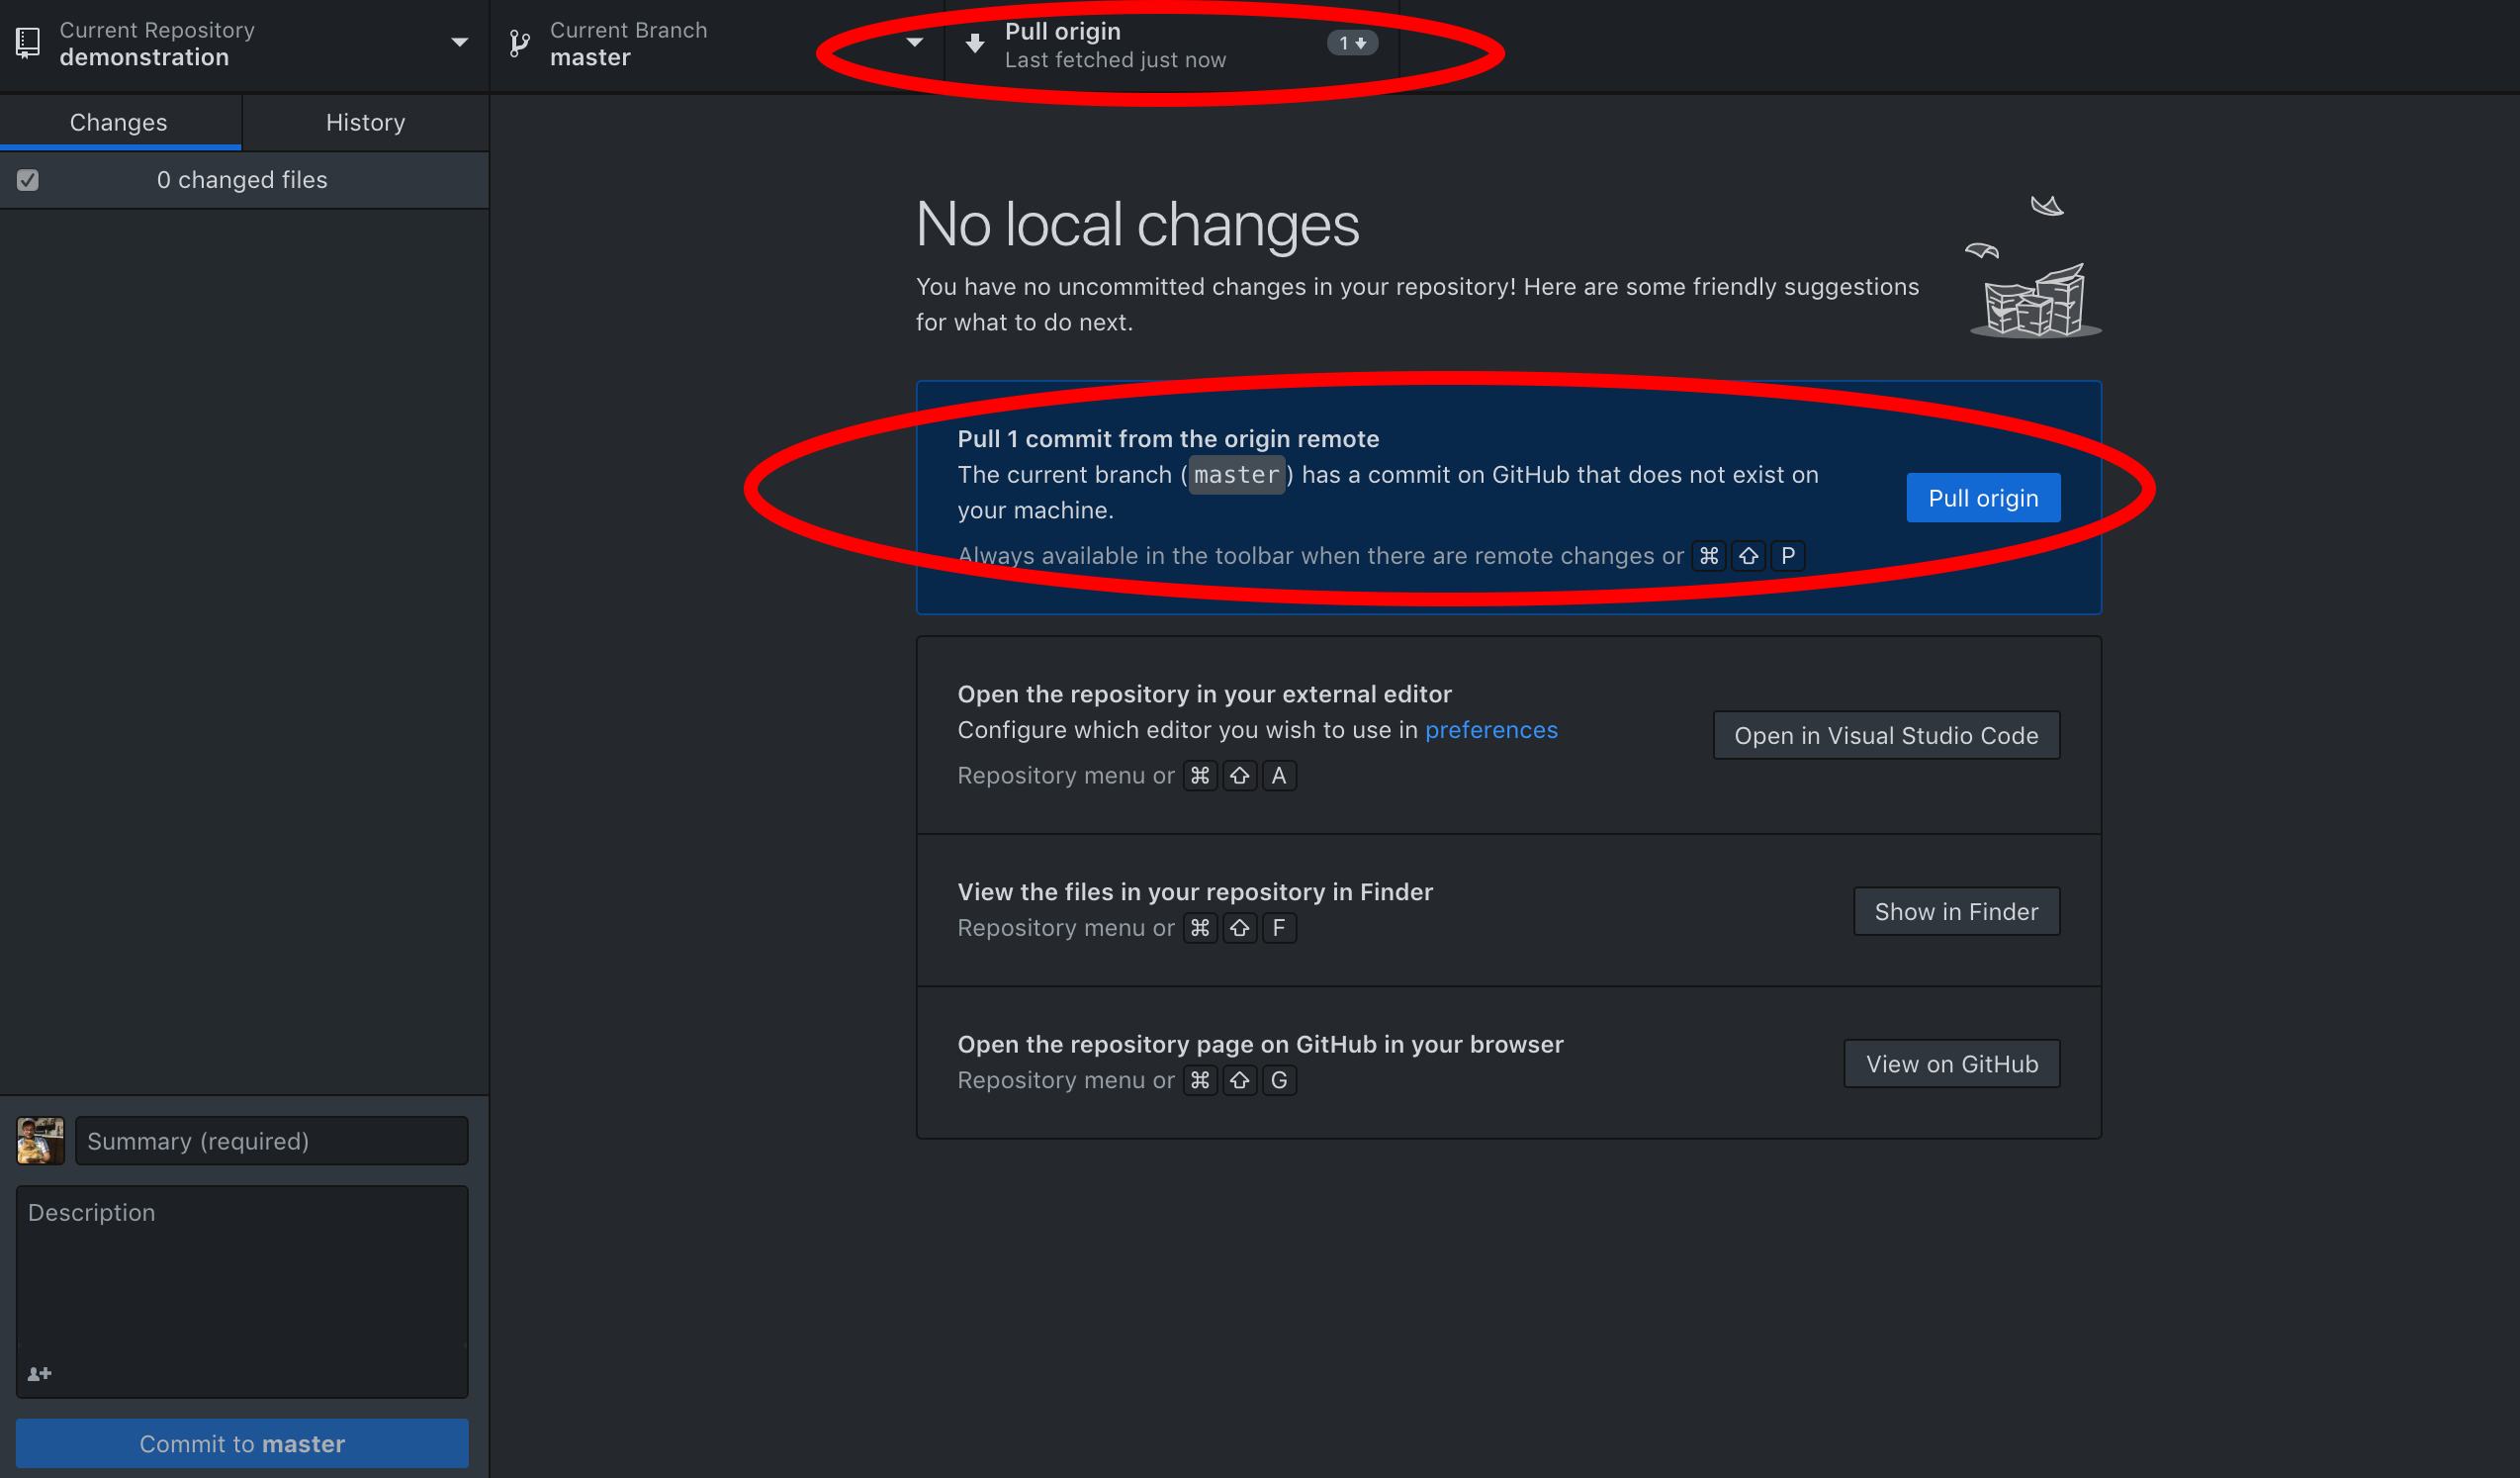 Current Repository
demonstration
Current Branch
master
Pull origin
Last fetched just now
1
Changes
History
0 changed files
No local changes
You have no uncommitted changes in your repository! Here are some friendly suggestions
for what to do next.
Pull 1 commit from the origin remote
The current branch (master) has a commit on GitHub that does not exist on
your machine.
Pull origin
Always available in the toolbar when there are remote changes or ⌘ ⇧ P
Open the repository in your external editor
Configure which editor you wish to use in preferences
Repository menu or ⌘ ⇧ A
Open in Visual Studio Code
View the files in your repository in Finder
Repository menu or ⌘ ⇧ F
Show in Finder
Open the repository page on GitHub in your browser
Repository menu or ⌘ ⇧ G
View on GitHub
Summary (required)
Description
Commit to master